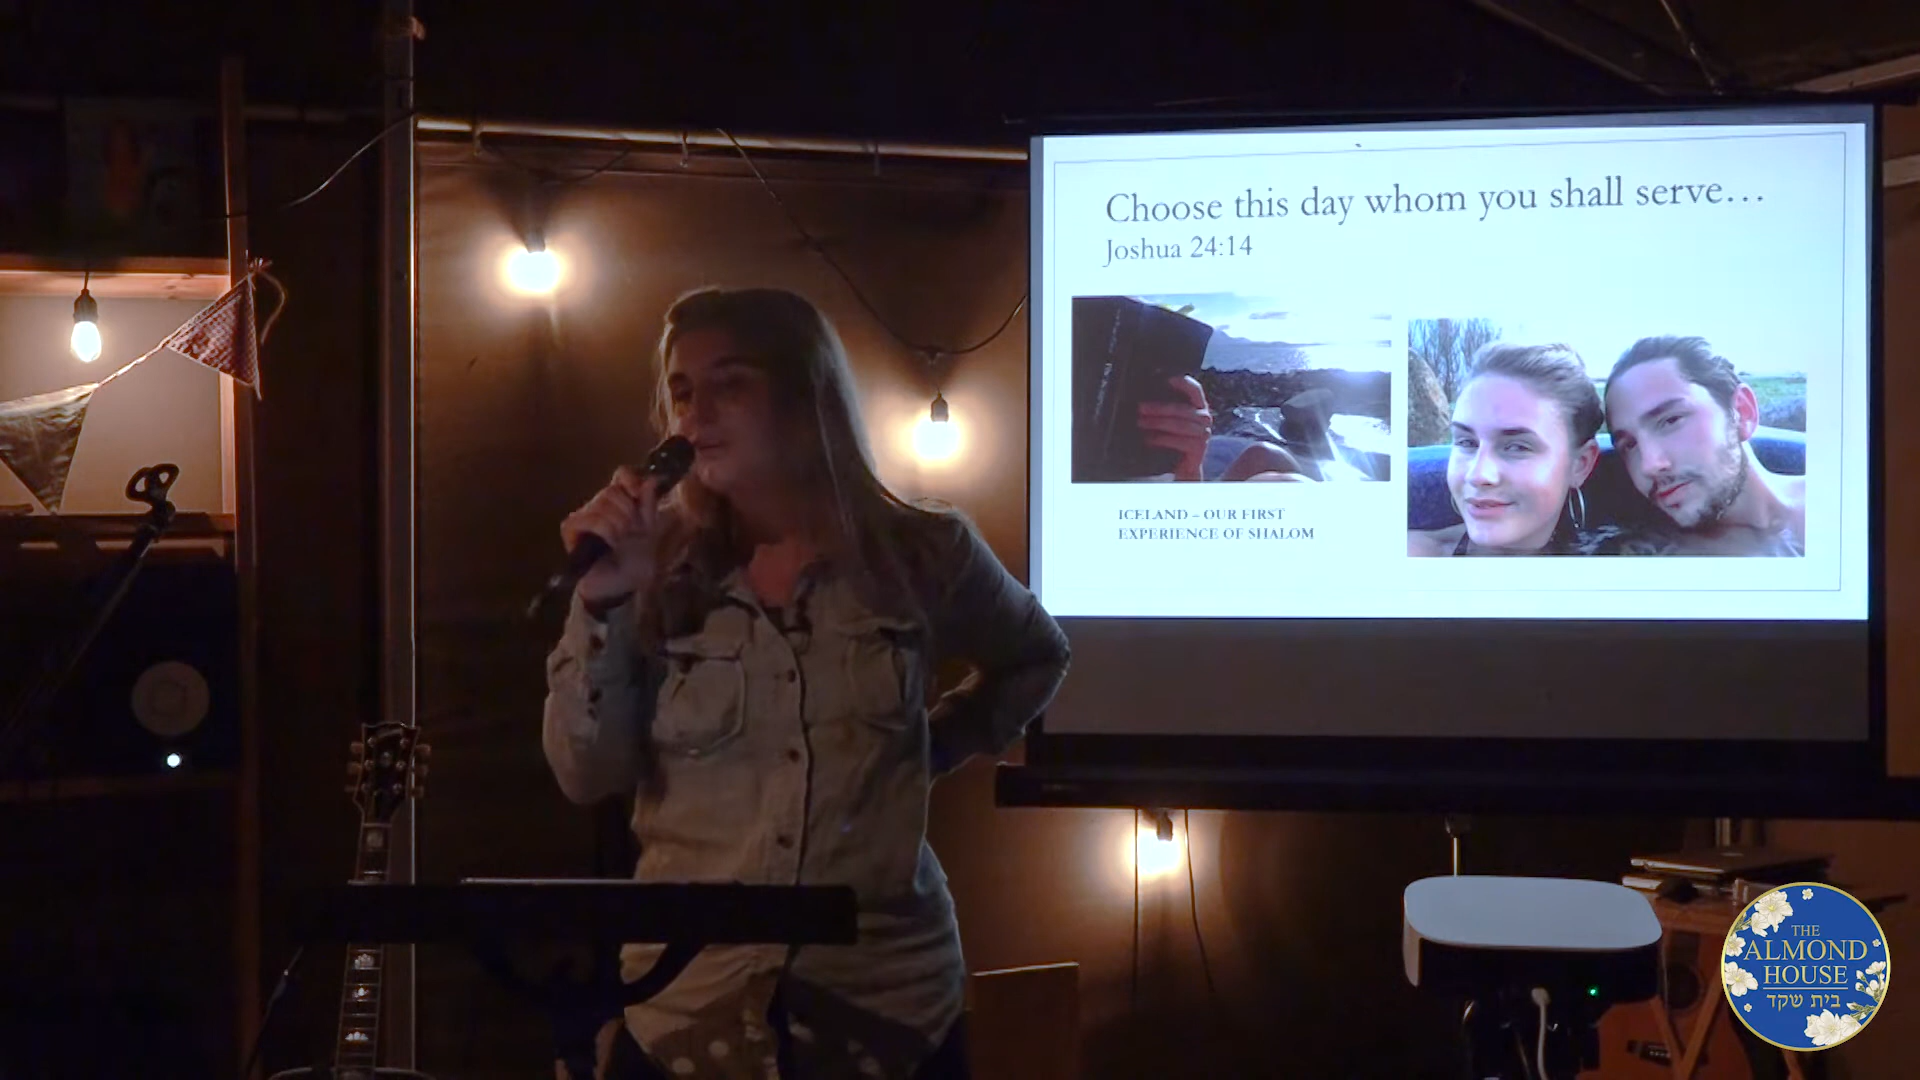 Choose this day whom you shall serve...
Joshua 24:14
ICELAND – OUR FIRST
EXPERIENCE OF SHALOM
THE
ALMOND
HOUSE
בית שקד